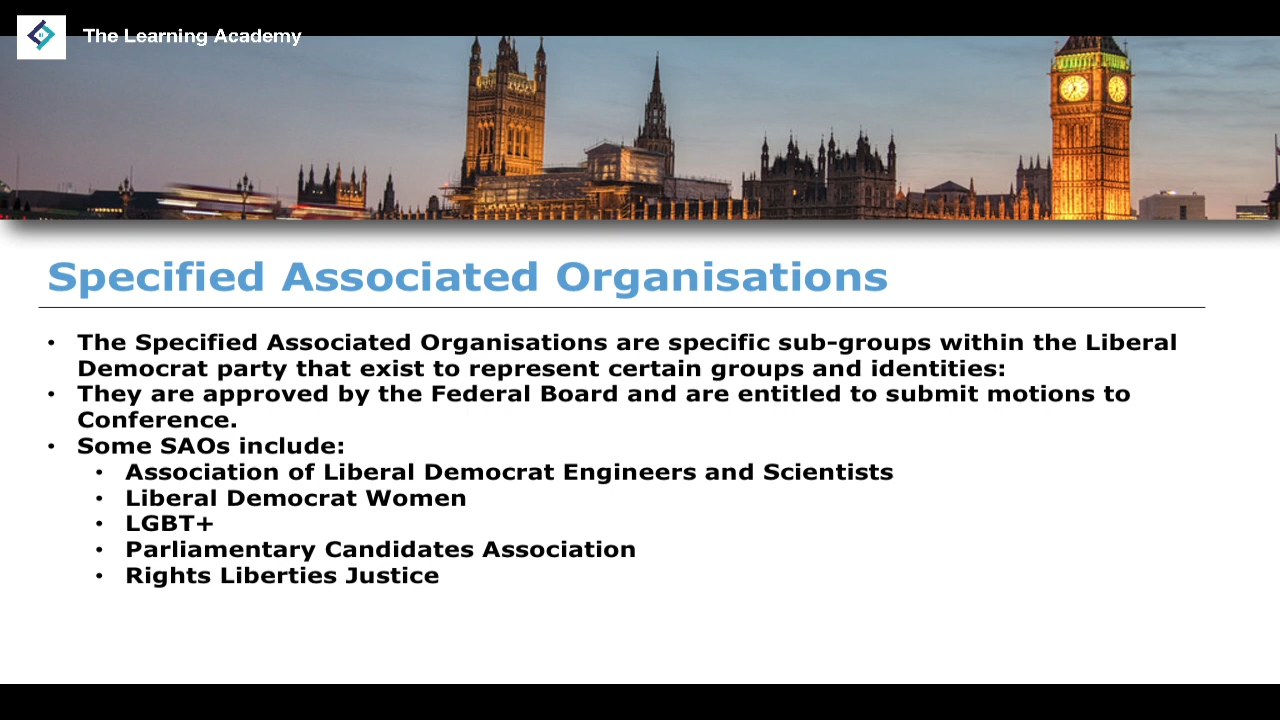 The Learning Academy
Specified Associated Organisations
• The Specified Associated Organisations are specific sub-groups within the Liberal
Democrat party that exist to represent certain groups and identities:
• They are approved by the Federal Board and are entitled to submit motions to
Conference.
• Some SAOs include:
• Association of Liberal Democrat Engineers and Scientists
• Liberal Democrat Women
• LGBT+
• Parliamentary Candidates Association
• Rights Liberties Justice